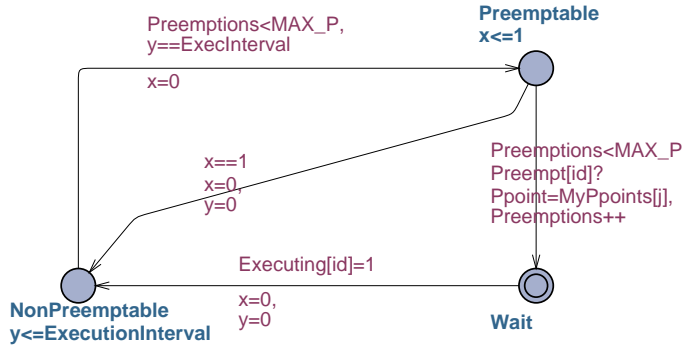 Preemptable
x<=1
Preemptions<MAX_P,
y==ExecInterval
x=0
x==1
x=0,
y=0
Preemptions<MAX_P
Preempt[id]?
Ppoint=MyPpoints[j],
Preemptions++
Executing[id]=1
x=0,
y=0
NonPreemptable
y<=ExecutionInterval
Wait